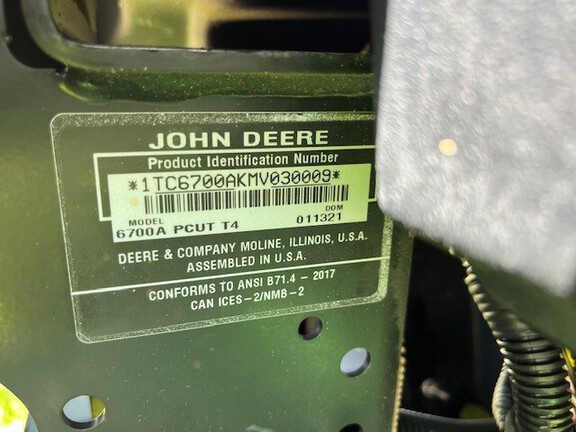 JOHN DEERE
Product Identification Number
*1TC6700AKMV030009*
MODEL DOM
6700A PCUT T4 011321
DEERE & COMPANY MOLINE, ILLINOIS, U.S.A.
ASSEMBLED IN U.S.A.
CONFORMS TO ANSI B71.4 - 2017
CAN ICES-2/NMB-2